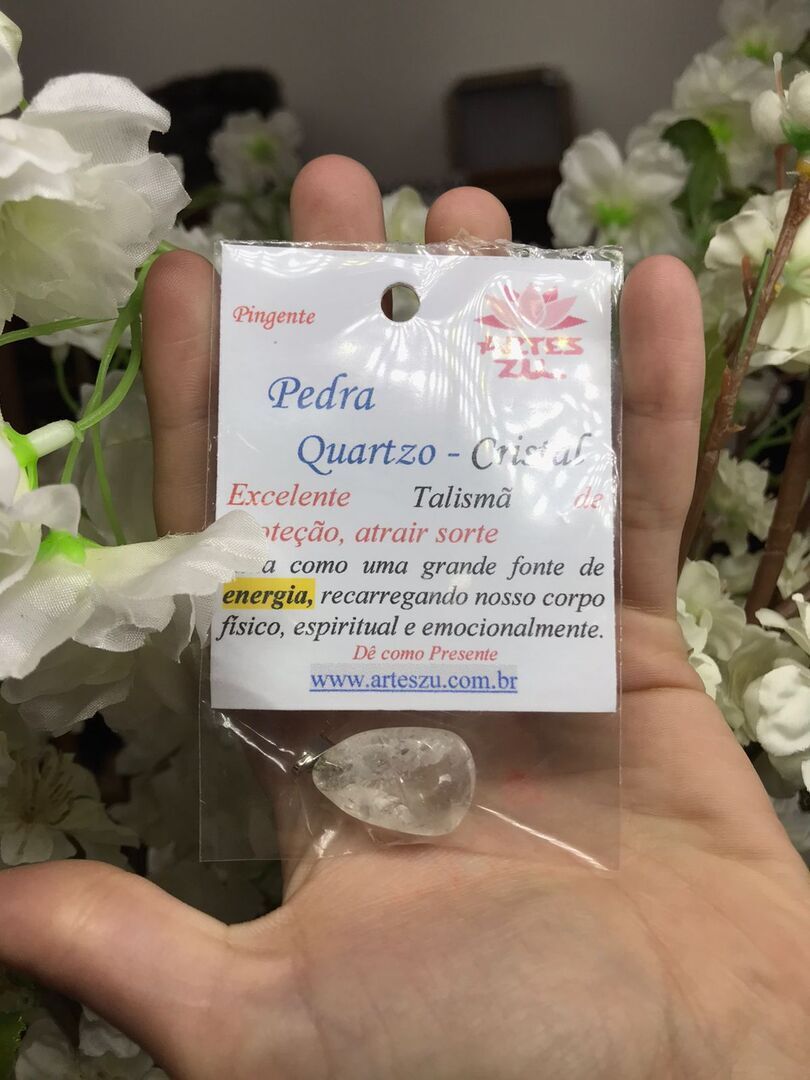 Pingente
ARTES
ZU.
Pedra
Quartzo - Cristal
Excelente Talismã de
atrair sorte
como uma grande fonte de
energia, recarregando nosso corpo
físico, espiritual e emocionalmente.
Dê como Presente
www.arteszu.com.br